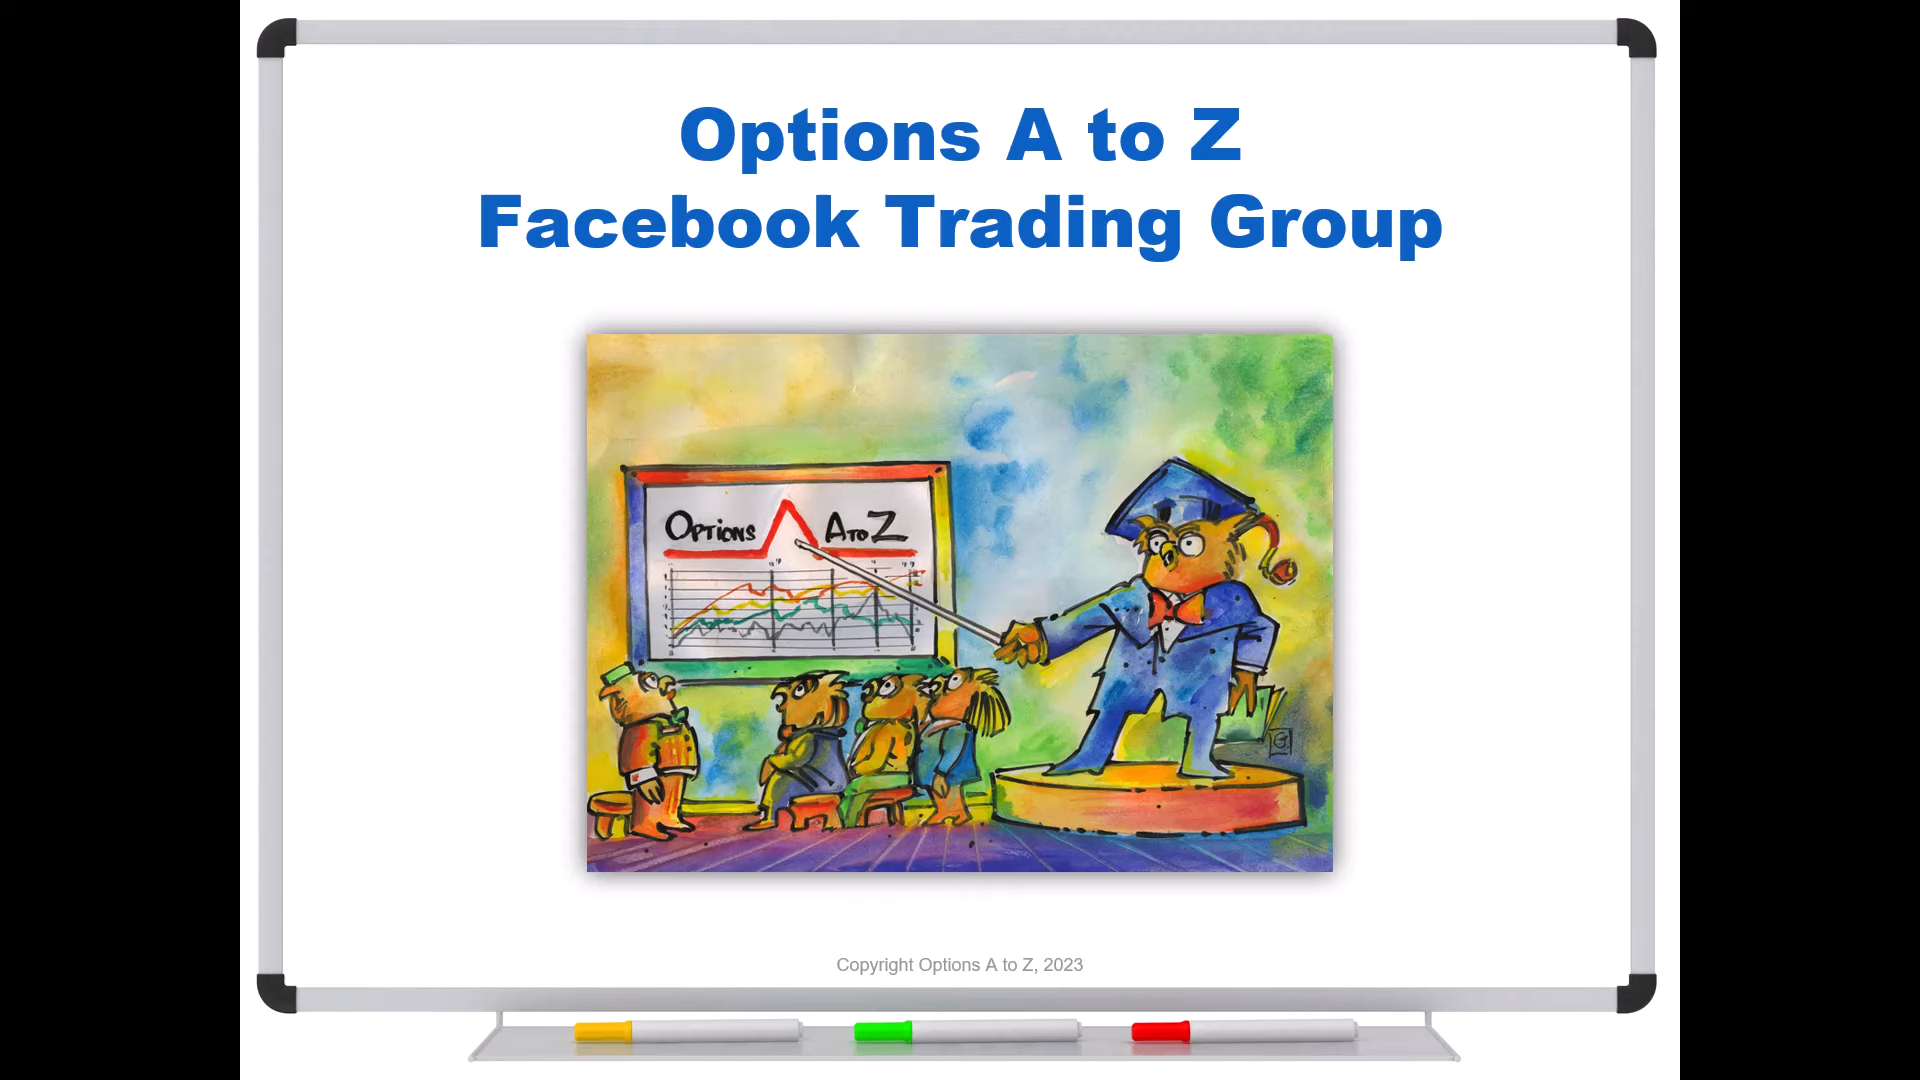 Options A to Z
Facebook Trading Group
OPTIONS A TO Z
Copyright Options A to Z, 2023